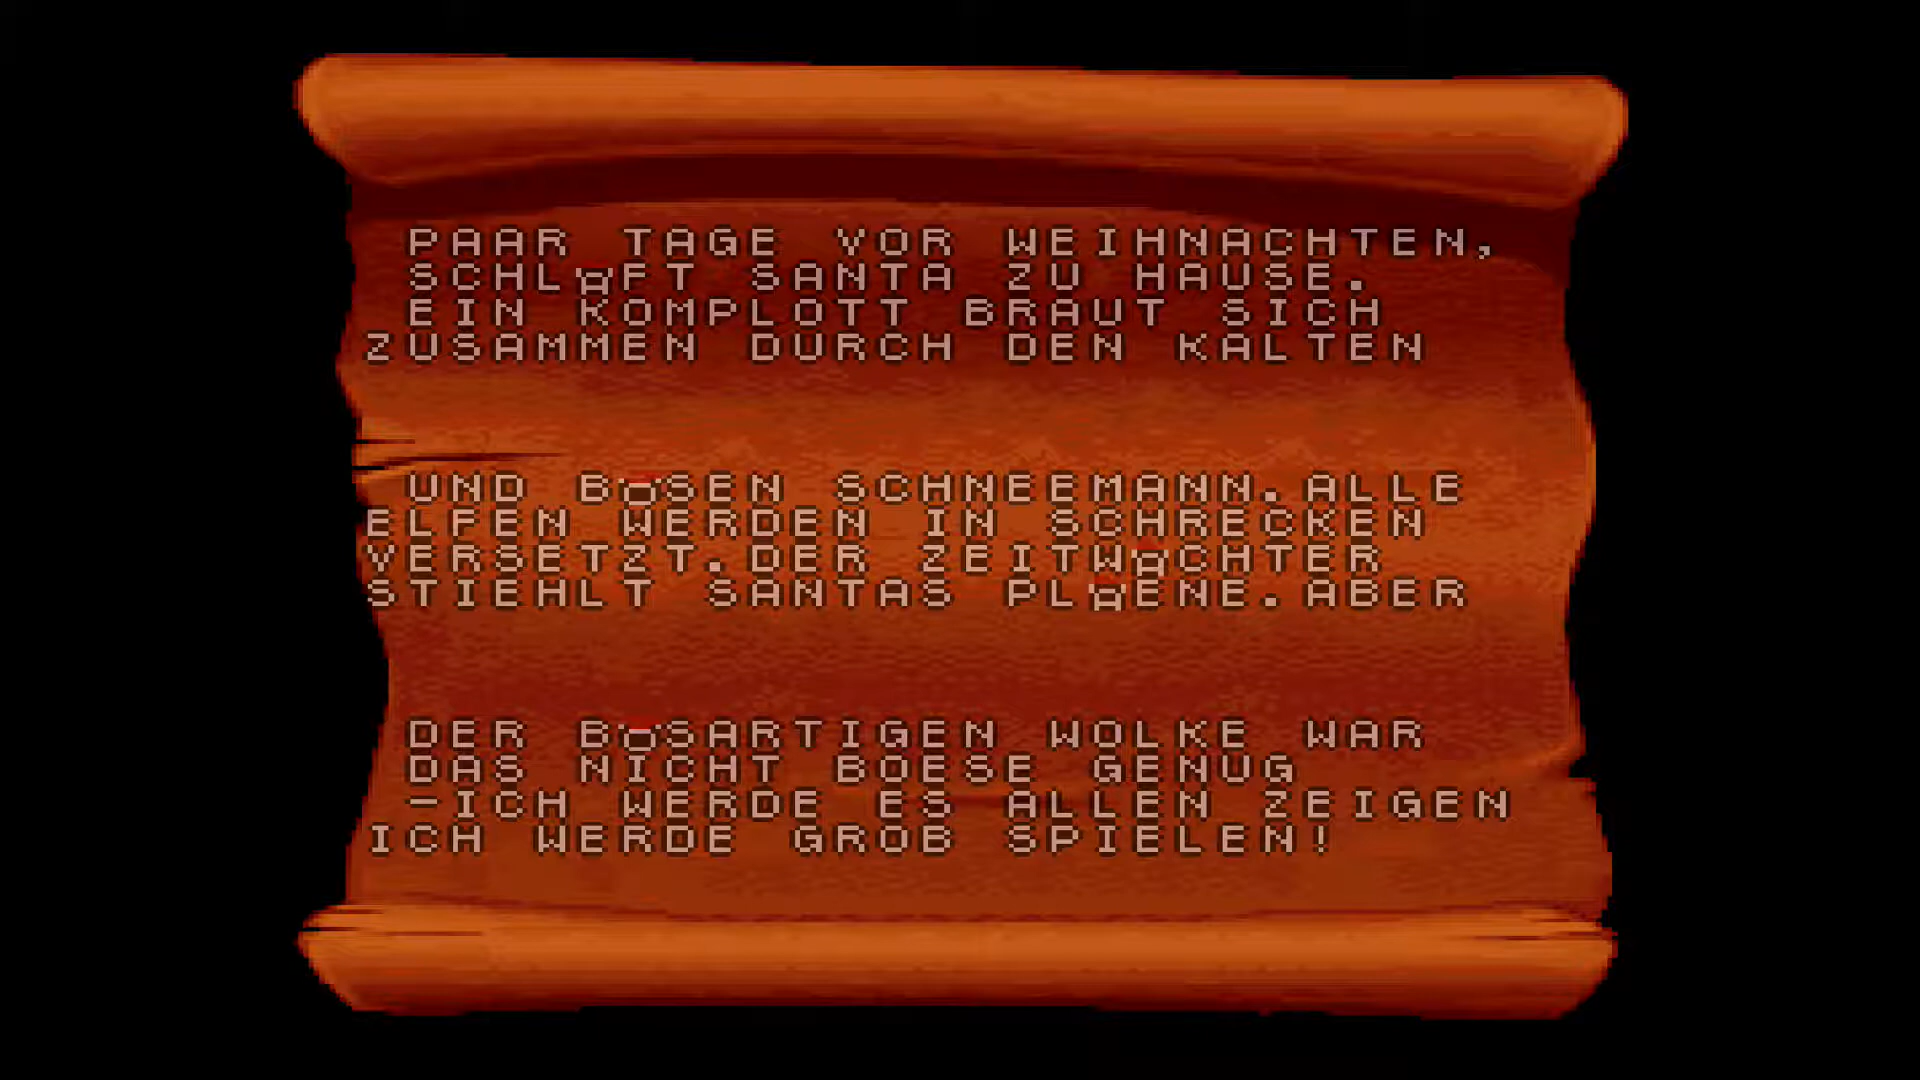 PAAR TAGE VOR WEIHNACHTEN,
SCHLÄFT SANTA ZU HAUSE.
EIN KOMPLOTT BRAUT SICH
ZUSAMMEN DURCH DEN KALTEN
UND BÖSEN SCHNEEMANN.ALLE
ELFEN WERDEN IN SCHRECKEN
VERSETZT.DER ZEITWÄCHTER
STIEHLT SANTAS PLÄENE.ABER
DER BÖSARTIGEN WOLKE WAR
DAS NICHT BOESE GENUG
-ICH WERDE ES ALLEN ZEIGEN
ICH WERDE GROB SPIELEN!